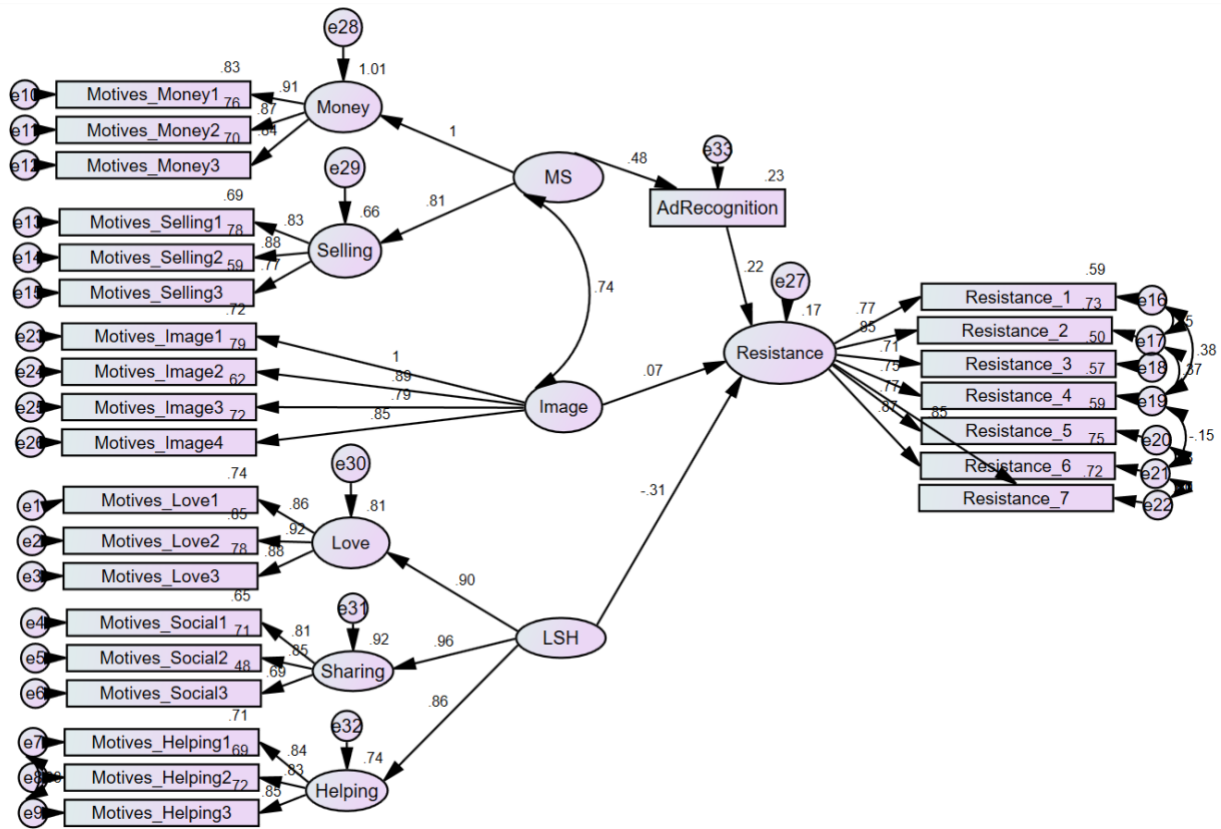 e28
.83
1.01
e10
Motives_Money1
.91
Money
.76
e11
Motives_Money2
.87
.70
e12
Motives_Money3
.84
1
MS
.48
e33
.23
AdRecognition
e29
.69
.66
e13
Motives_Selling1
.83
Selling
.81
.78
e14
Motives_Selling2
.88
.59
e15
Motives_Selling3
.77
.74
.22
e27
.17
Resistance
.72
e23
Motives_Image1
1
.79
e24
Motives_Image2
.89
.62
e25
Motives_Image3
.79
.72
e26
Motives_Image4
.85
Image
.07
.59
Resistance_1
.77
e16
.73
Resistance_2
.85
e17
.50
Resistance_3
.71
e18
.57
Resistance_4
.75
e19
.59
Resistance_5
.77
e20
.75
Resistance_6
.87
e21
.72
Resistance_7
.85
e22
.38
.37
-.15
-.31
e30
.74
.81
e1
Motives_Love1
.86
Love
.85
e2
Motives_Love2
.92
.78
e3
Motives_Love3
.88
.90
.65
e31
.92
e4
Motives_Social1
.81
Sharing
.96
LSH
.71
e5
Motives_Social2
.85
.48
e6
Motives_Social3
.69
.86
.71
e32
.74
e7
Motives_Helping1
.84
Helping
.69
e8
Motives_Helping2
.83
.72
e9
Motives_Helping3
.85